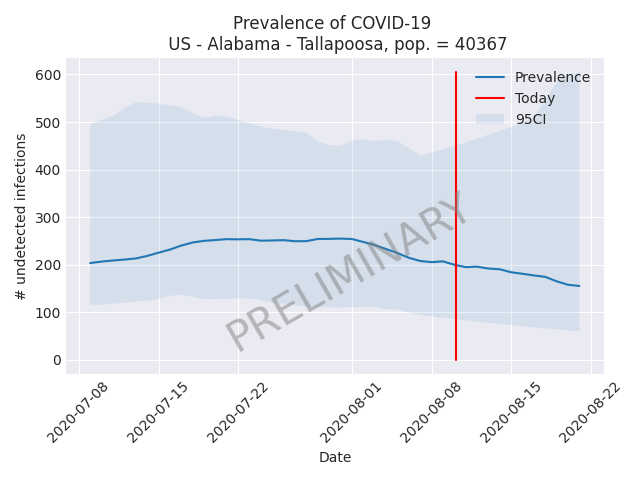 Prevalence of COVID-19
US - Alabama - Tallapoosa, pop. = 40367
600
500
400
300
200
100
0
# undetected infections
Prevalence
Today
95CI
PRELIMINARY
2020-07-08
2020-07-15
2020-07-22
2020-08-01
2020-08-08
2020-08-15
2020-08-22
Date